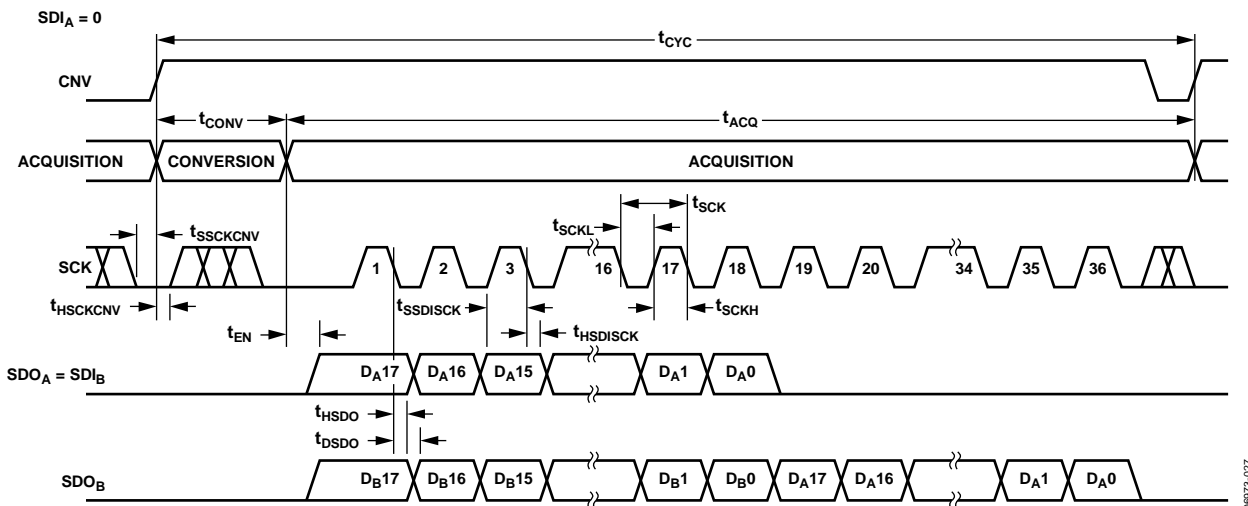 SDIA = 0
tCYC
CNV
tCONV
tACQ
ACQUISITION CONVERSION ACQUISITION
tSCK
tSCKL
tSSCKCNV
SCK 1 2 3 16 17 18 19 20 34 35 36
tHSCKCNV
tSSDISCK
tSCKH
tEN
tHSDISCK
SDOA = SDIB DA17 DA16 DA15 DA1 DA0
tHSDO
tDSDO
SDOB DB17 DB16 DB15 DB1 DB0 DA17 DA16 DA1 DA0
06973-027